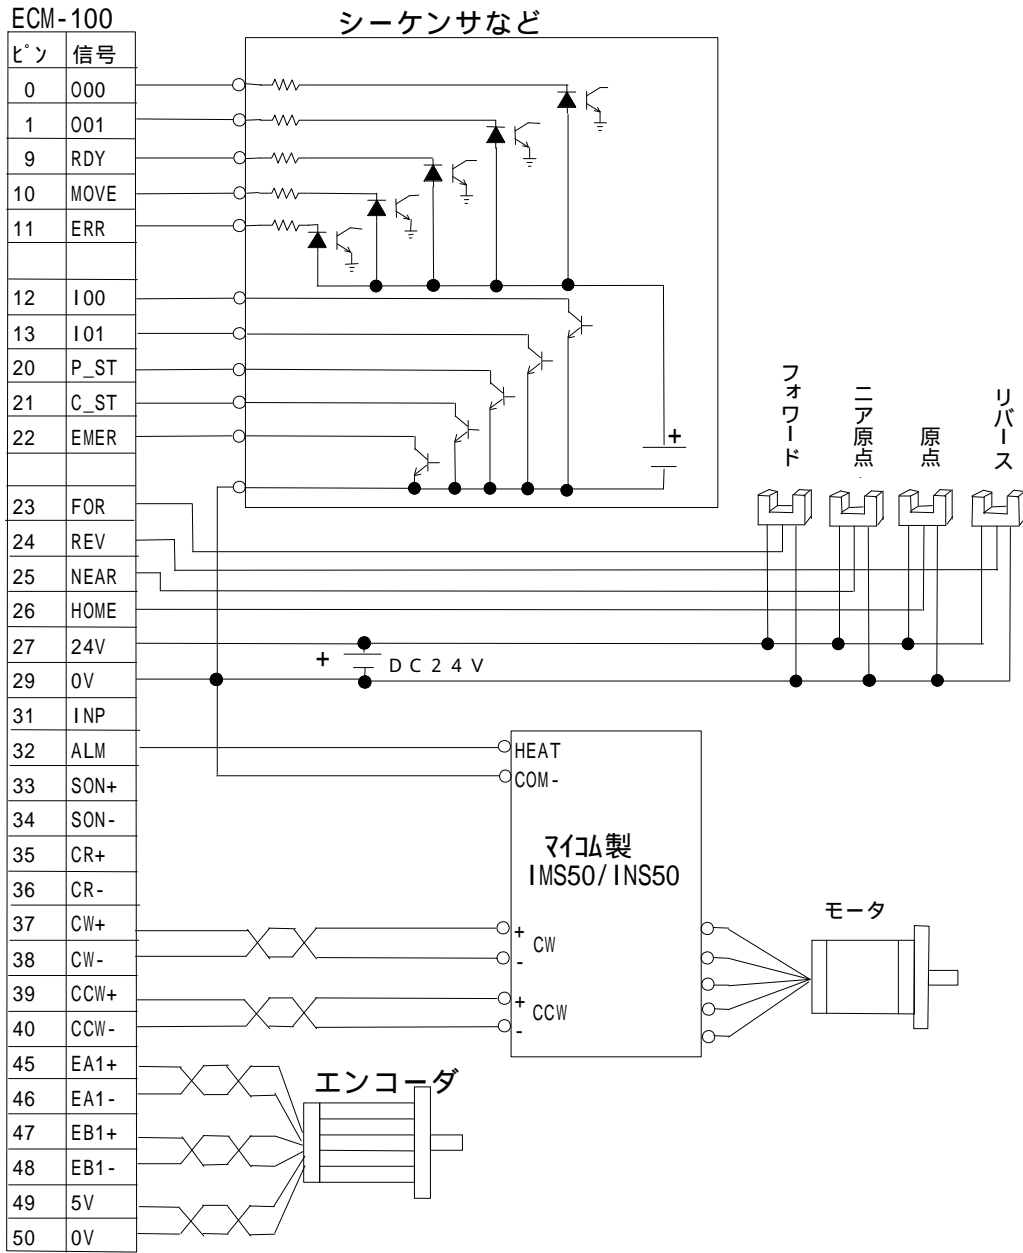 ECM-100
シーケンサなど
ピン 信号
0 000
1 001
9 RDY
10 MOVE
11 ERR
12 I00
13 I01
20 P_ST
21 C_ST
22 EMER
+
フォワード
ニア原点
原点
リバース
23 FOR
24 REV
25 NEAR
26 HOME
27 24V
+ DC24V
29 0V
31 INP
32 ALM
HEAT
33 SON+
COM-
34 SON-
35 CR+
マイコム製
IMS50/INS50
36 CR-
37 CW+
モータ
+
CW
-
38 CW-
39 CCW+
+
CCW
-
40 CCW-
45 EA1+
エンコーダ
46 EA1-
47 EB1+
48 EB1-
49 5V
50 0V